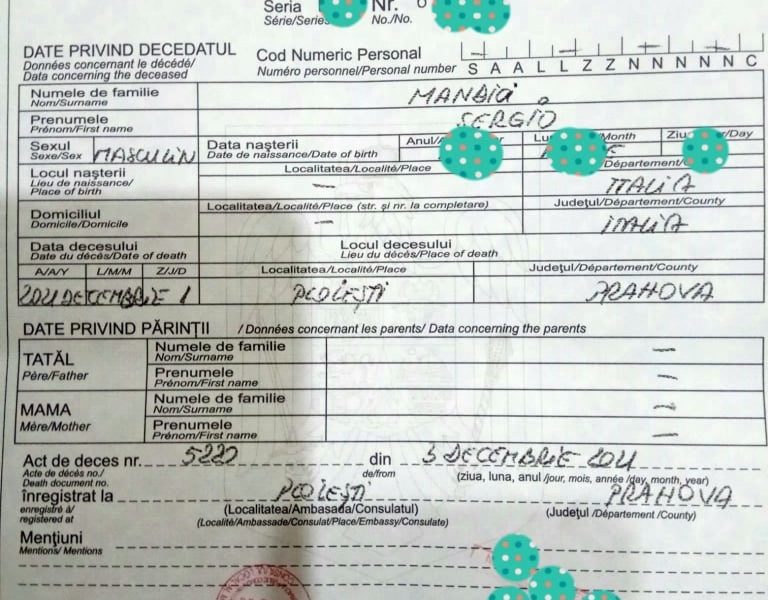 Seria Nr.
Série/Series No./No.
DATE PRIVIND DECEDATUL
Données concernant le décédé/
Data concerning the deceased
Cod Numeric Personal
Numéro personnel/Personal number S A A L L Z Z N N N N N C
Numele de familie
Nom/Surname
Prenumele SERGIO
Prénom/First name
Sexul MASCULIN
Sexe/Sex
Data nașterii
Date de naissance/Date of birth
Anul/ Month Ziu /Day
Locul nașterii
Lieu de naissance/
Place of birth
Localitatea/Localité/Place —
Département/ ITALIA
Domiciliul
Domicile/Domicile
Localitatea/Localité/Place (str. și nr. la completare) —
Județul/Département/County ITALIA
Data decesului
Date du décès/Date of death
Locul decesului
Lieu du décès/Place of death
A/A/Y L/M/M Z/J/D Localitatea/Localité/Place Județul/Département/County
2021 DECEMBRIE 1 PLOIEȘTI PRAHOVA
DATE PRIVIND PĂRINȚII / Données concernant les parents/ Data concerning the parents
TATĂL
Père/Father
Numele de familie —
Nom/Surname
Prenumele —
Prénom/First name
MAMA
Mère/Mother
Numele de familie —
Nom/Surname
Prenumele —
Prénom/First name
Act de deces nr. 5220 din 3 DECEMBRIE 2021
Acte de décès no./ de/from (ziua, luna, anul /jour, mois, année /day, month, year)
Death document no.
înregistrat la PLOIEȘTI PRAHOVA
enregistré à/ (Localitatea/Ambasada/Consulatul) (Județul /Département /County)
registered at (Localité/Ambassade/Consulat/Place/Embassy/Consulate)
Mențiuni
Mentions/ Mentions